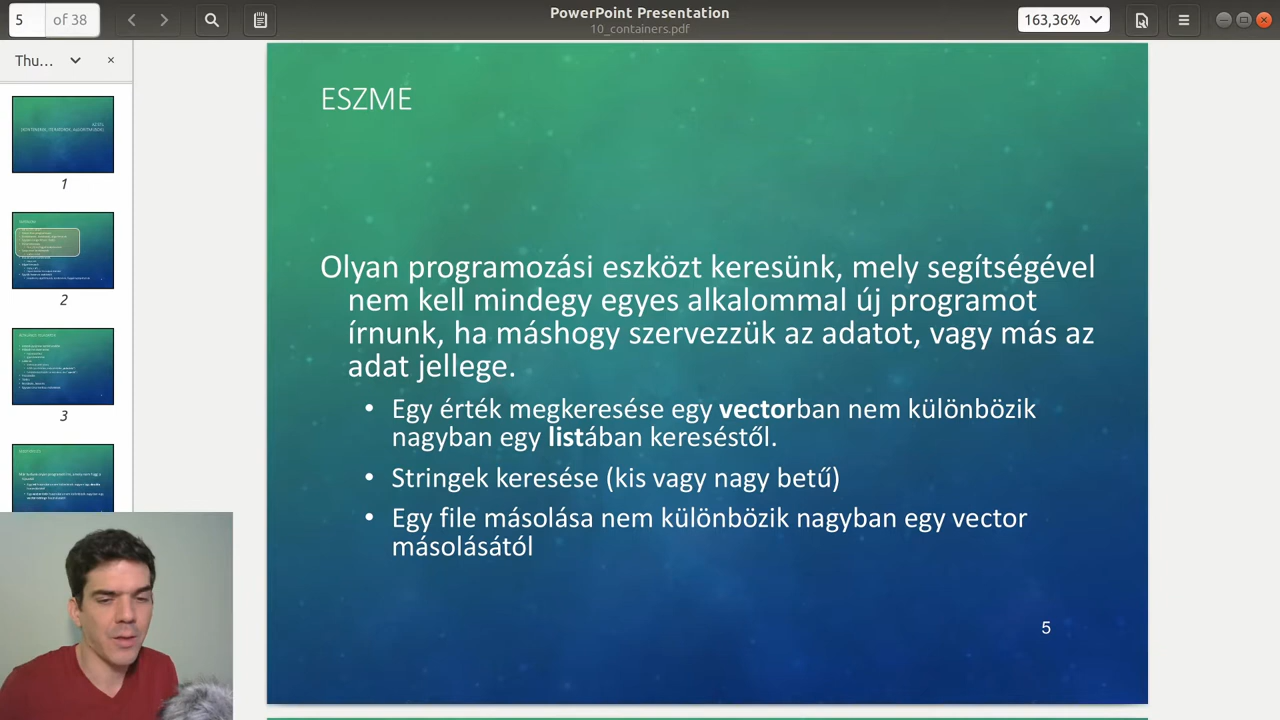 5
of 38
PowerPoint Presentation
10_containers.pdf
163,36%
Thu...
1
2
3
ESZME
Olyan programozási eszközt keresünk, mely segítségével
nem kell mindegy egyes alkalommal új programot
írnunk, ha máshogy szervezzük az adatot, vagy más az
adat jellege.
• Egy érték megkeresése egy vectorban nem különbözik
nagyban egy listában kereséstől.
• Stringek keresése (kis vagy nagy betű)
• Egy file másolása nem különbözik nagyban egy vector
másolásától
5